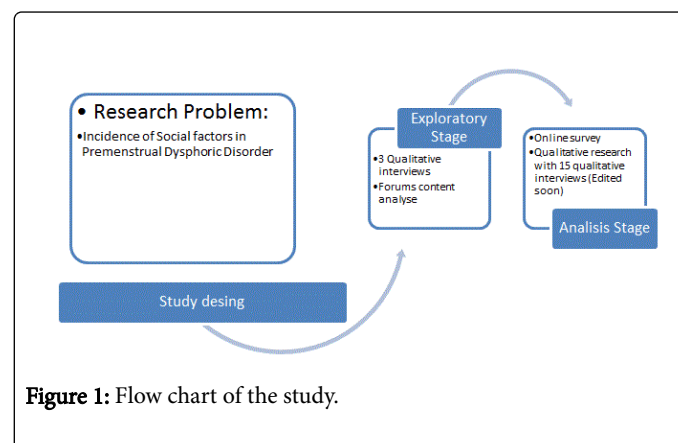 • Research Problem:
•Incidence of Social factors in
Premenstrual Dysphoric Disorder
Study desing
Exploratory
Stage
•3 Qualitative
interviews
•Forums content
analyse
•Online survey
•Qualitative research
with 15 qualitative
interviews (Edited
soon)
Analisis Stage
Figure 1: Flow chart of the study.